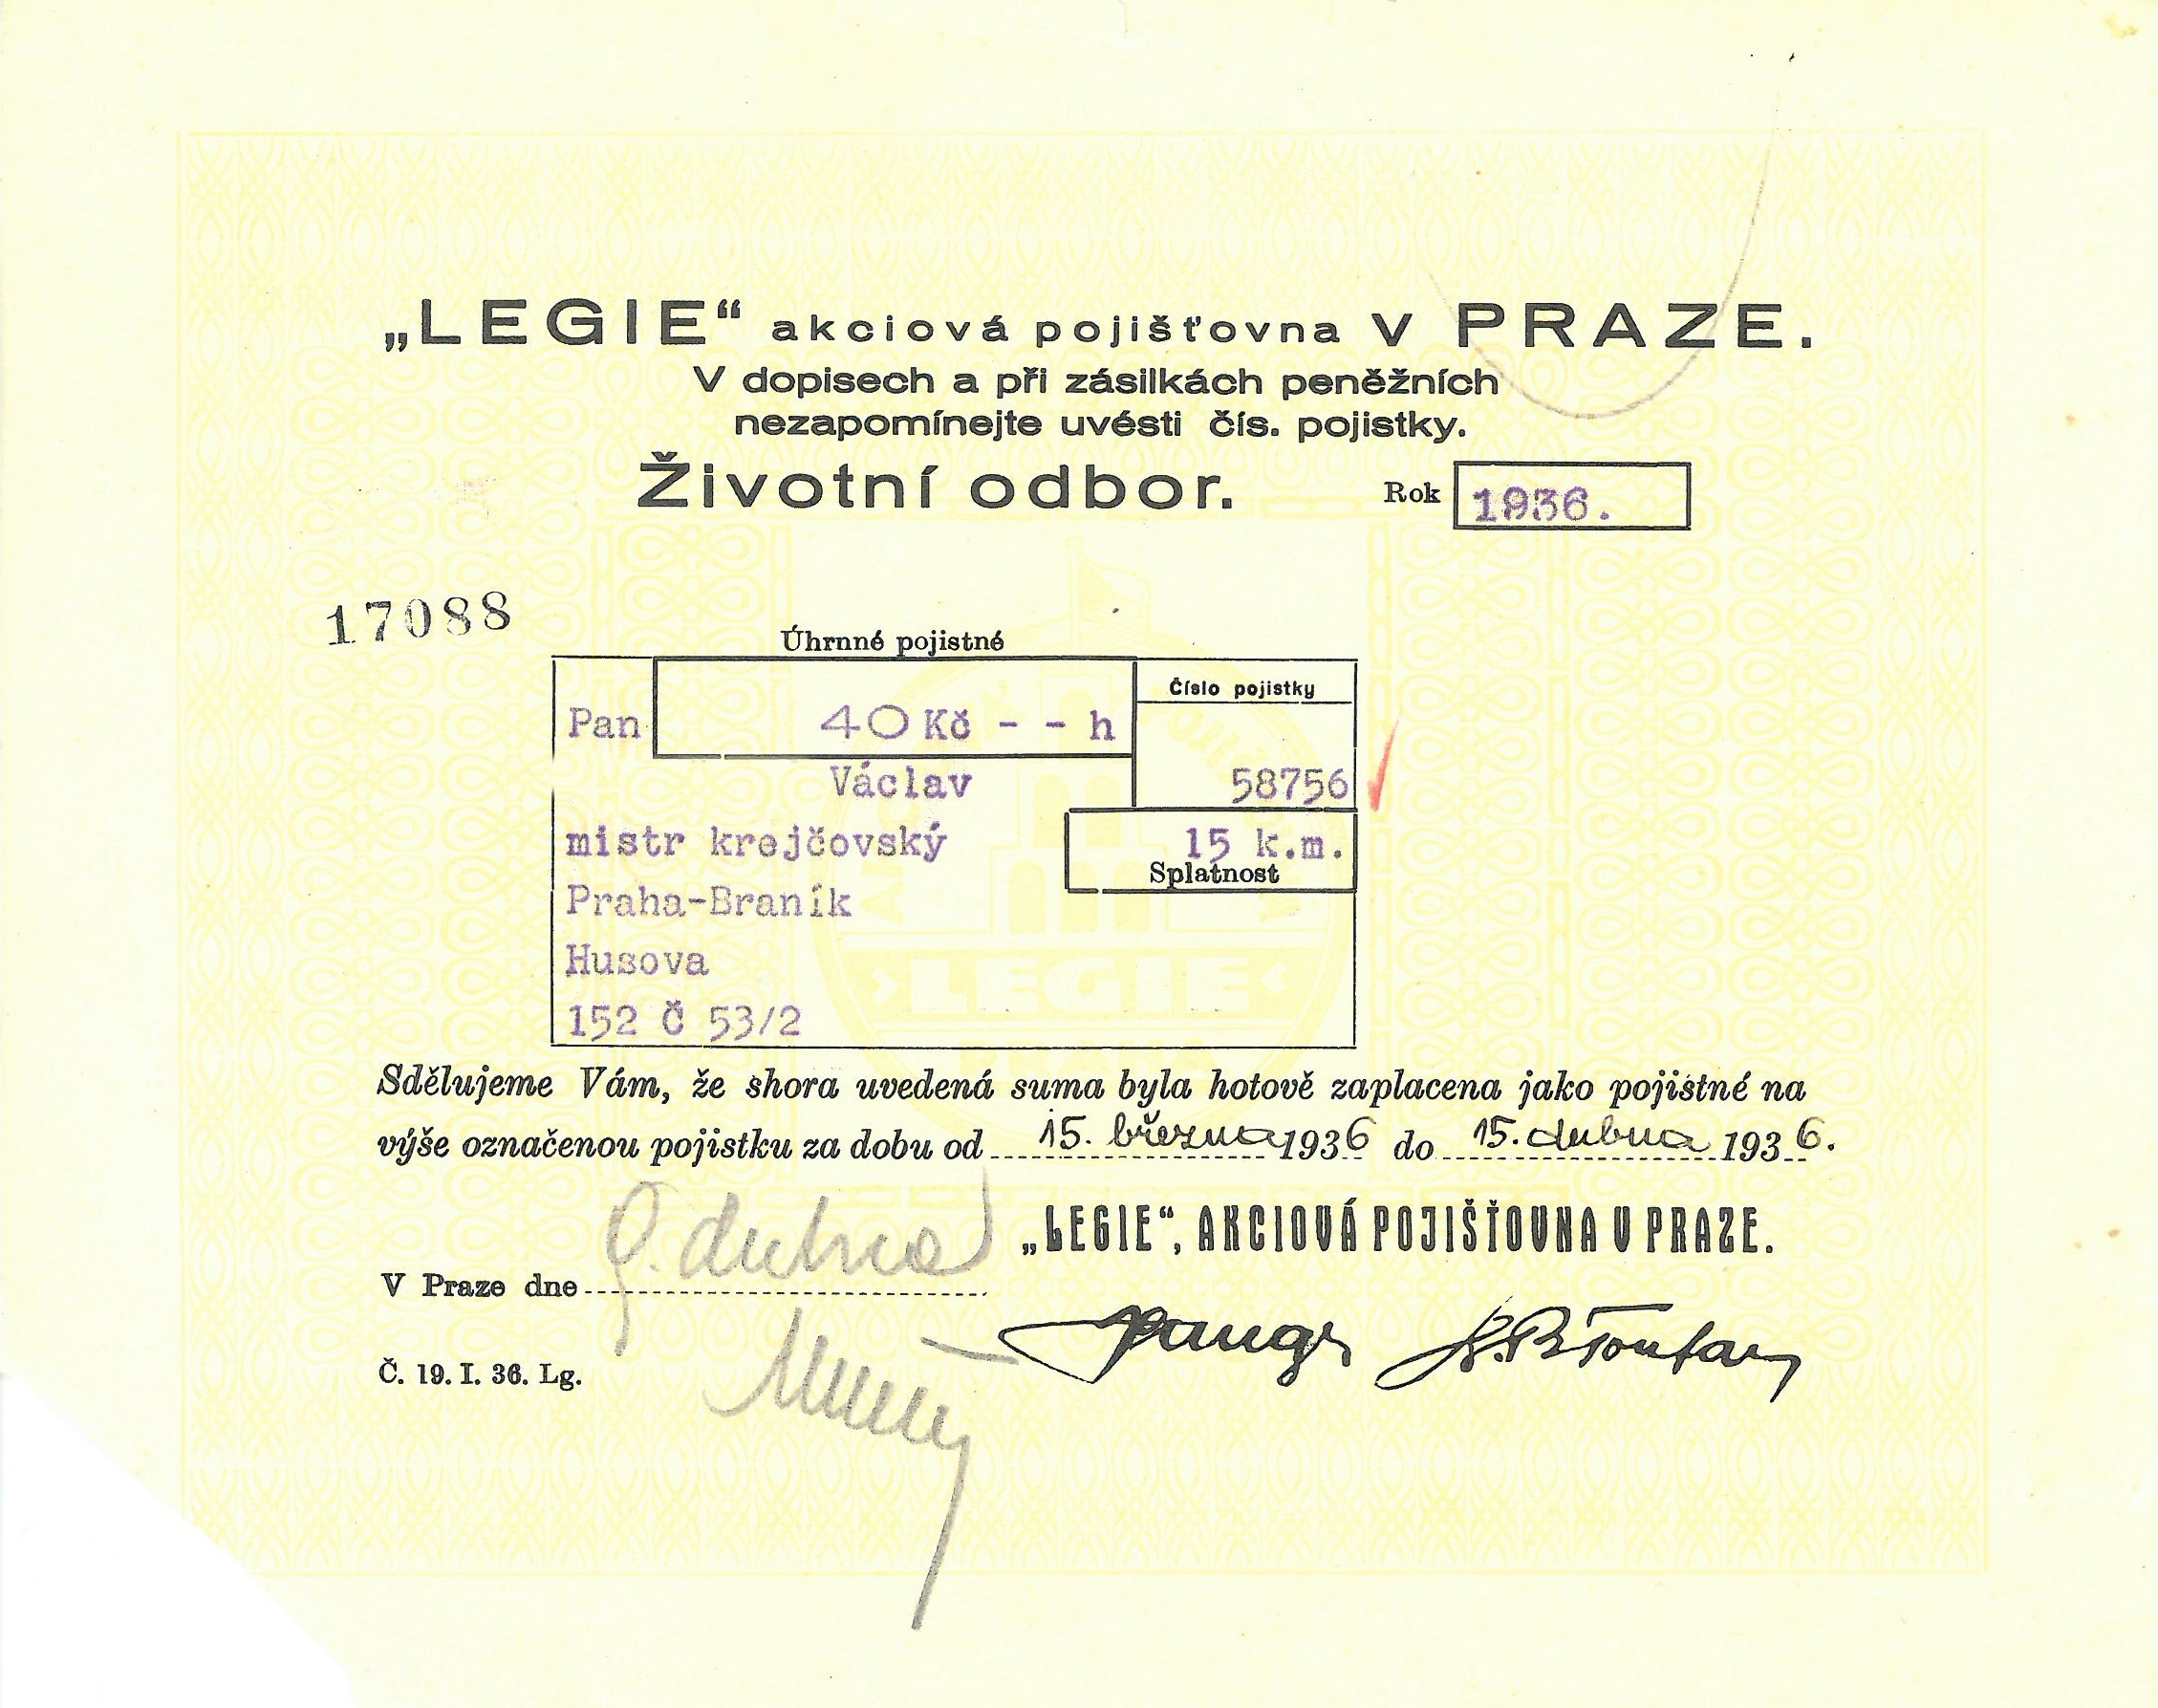 „LEGIE“ akciová pojišťovna V PRAZE.
V dopisech a při zásilkách peněžních
nezapomínejte uvésti čís. pojistky.
Životní odbor.
Rok 1936.
17088
Úhrnné pojistné
Číslo pojistky
Pan 40 Kč - - h
Václav 58756
mistr krejčovský 15 k.m.
Splatnost
Praha-Braník
Husova
152 Č 53/2
LEGIE
Sdělujeme Vám, že shora uvedená suma byla hotově zaplacena jako pojistné na
výše označenou pojistku za dobu od 15. března 1936 do 15. dubna 1936.
„LEGIE“, AKCIOVÁ POJIŠŤOVNA V PRAZE.
V Praze dne 9. dubna
Č. 19. I. 36. Lg.